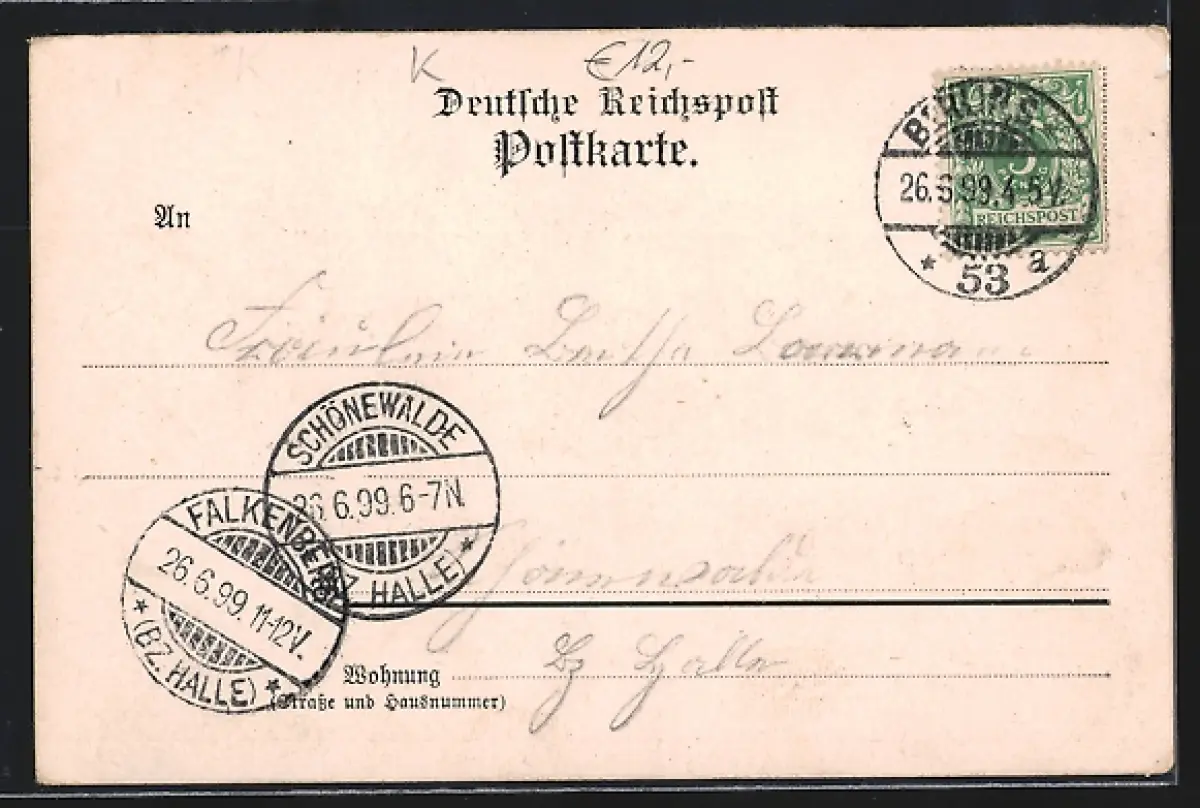 K €12,-
Deutsche Reichspost
Postkarte.
BERLIN S.
26.6.99.4-5V.
REICHSPOST
* 53 a
An
Fräulein Bertha
SCHÖNEWALDE
26.6.99.6-7N.
(BZ. HALLE) *
FALKENBERG
26.6.99.11-12V.
* (BZ. HALLE) *
Schönewalde
Bz Halle
Wohnung
(Straße und Hausnummer)